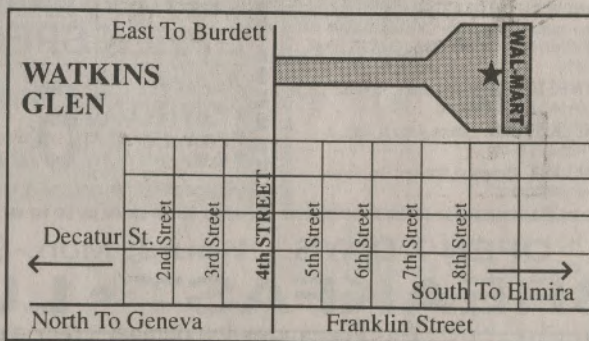 East To Burdett
WATKINS
GLEN
WAL-MART
Decatur St.
2nd Street
3rd Street
4th STREET
5th Street
6th Street
7th Street
8th Street
South To Elmira
North To Geneva
Franklin Street